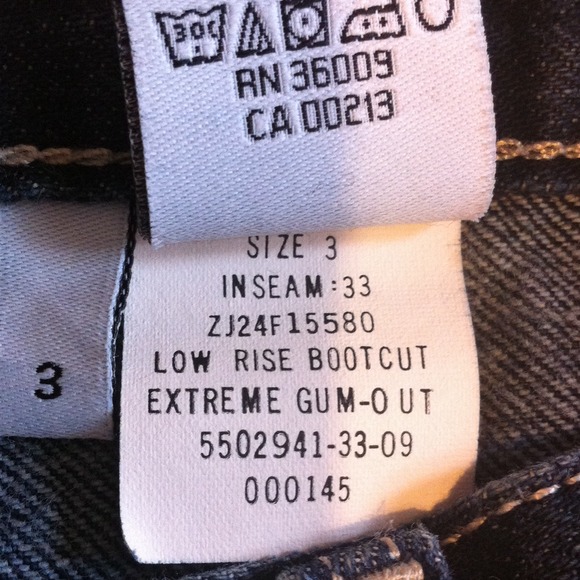 30C
RN 36009
CA 00213
SIZE 3
INSEAM:33
ZJ24F15580
LOW RISE BOOTCUT
EXTREME GUM-OUT
5502941-33-09
000145
3